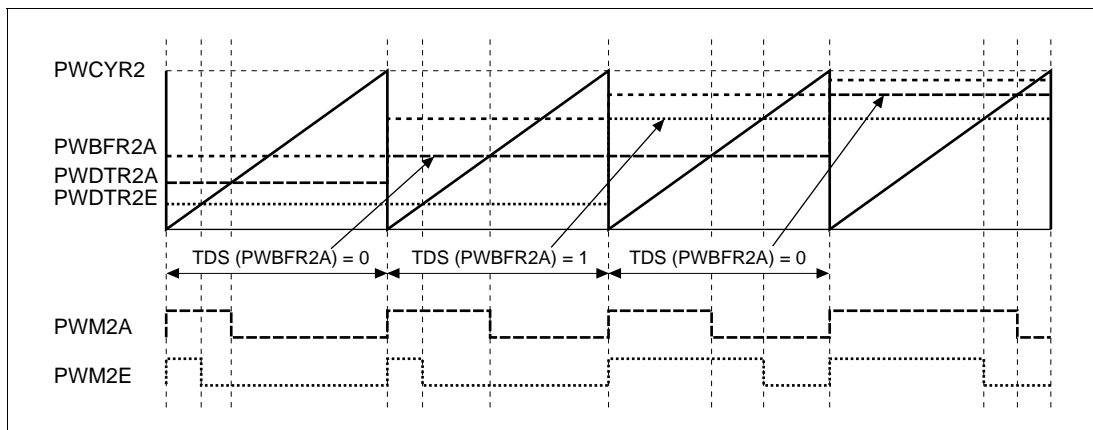 PWCYR2
PWBFR2A
PWDTR2A
PWDTR2E
TDS (PWBFR2A) = 0
TDS (PWBFR2A) = 1
TDS (PWBFR2A) = 0
PWM2A
PWM2E